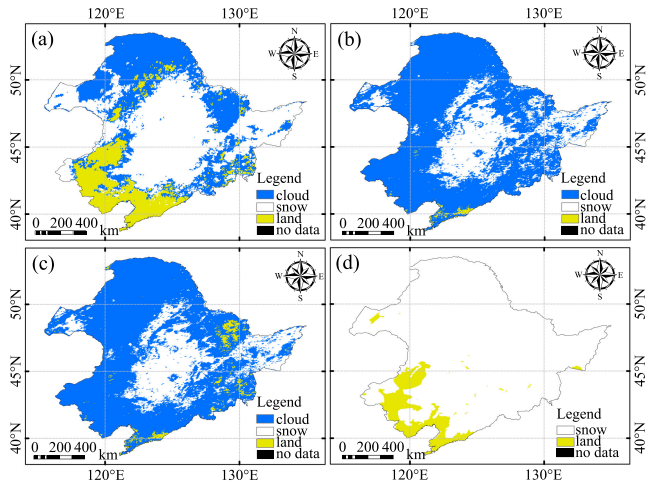 120°E 130°E 120°E 130°E
(a)
N
W E
S
50°N
45°N
40°N
Legend
cloud
snow
land
no data
0 200 400
km
(b)
N
W E
S
50°N
45°N
40°N
Legend
cloud
snow
land
no data
0 200 400
km
(c)
N
W E
S
50°N
45°N
40°N
Legend
cloud
snow
land
no data
0 200 400
km
(d)
N
W E
S
50°N
45°N
40°N
Legend
snow
land
no data
0 200 400
km
120°E 130°E 120°E 130°E